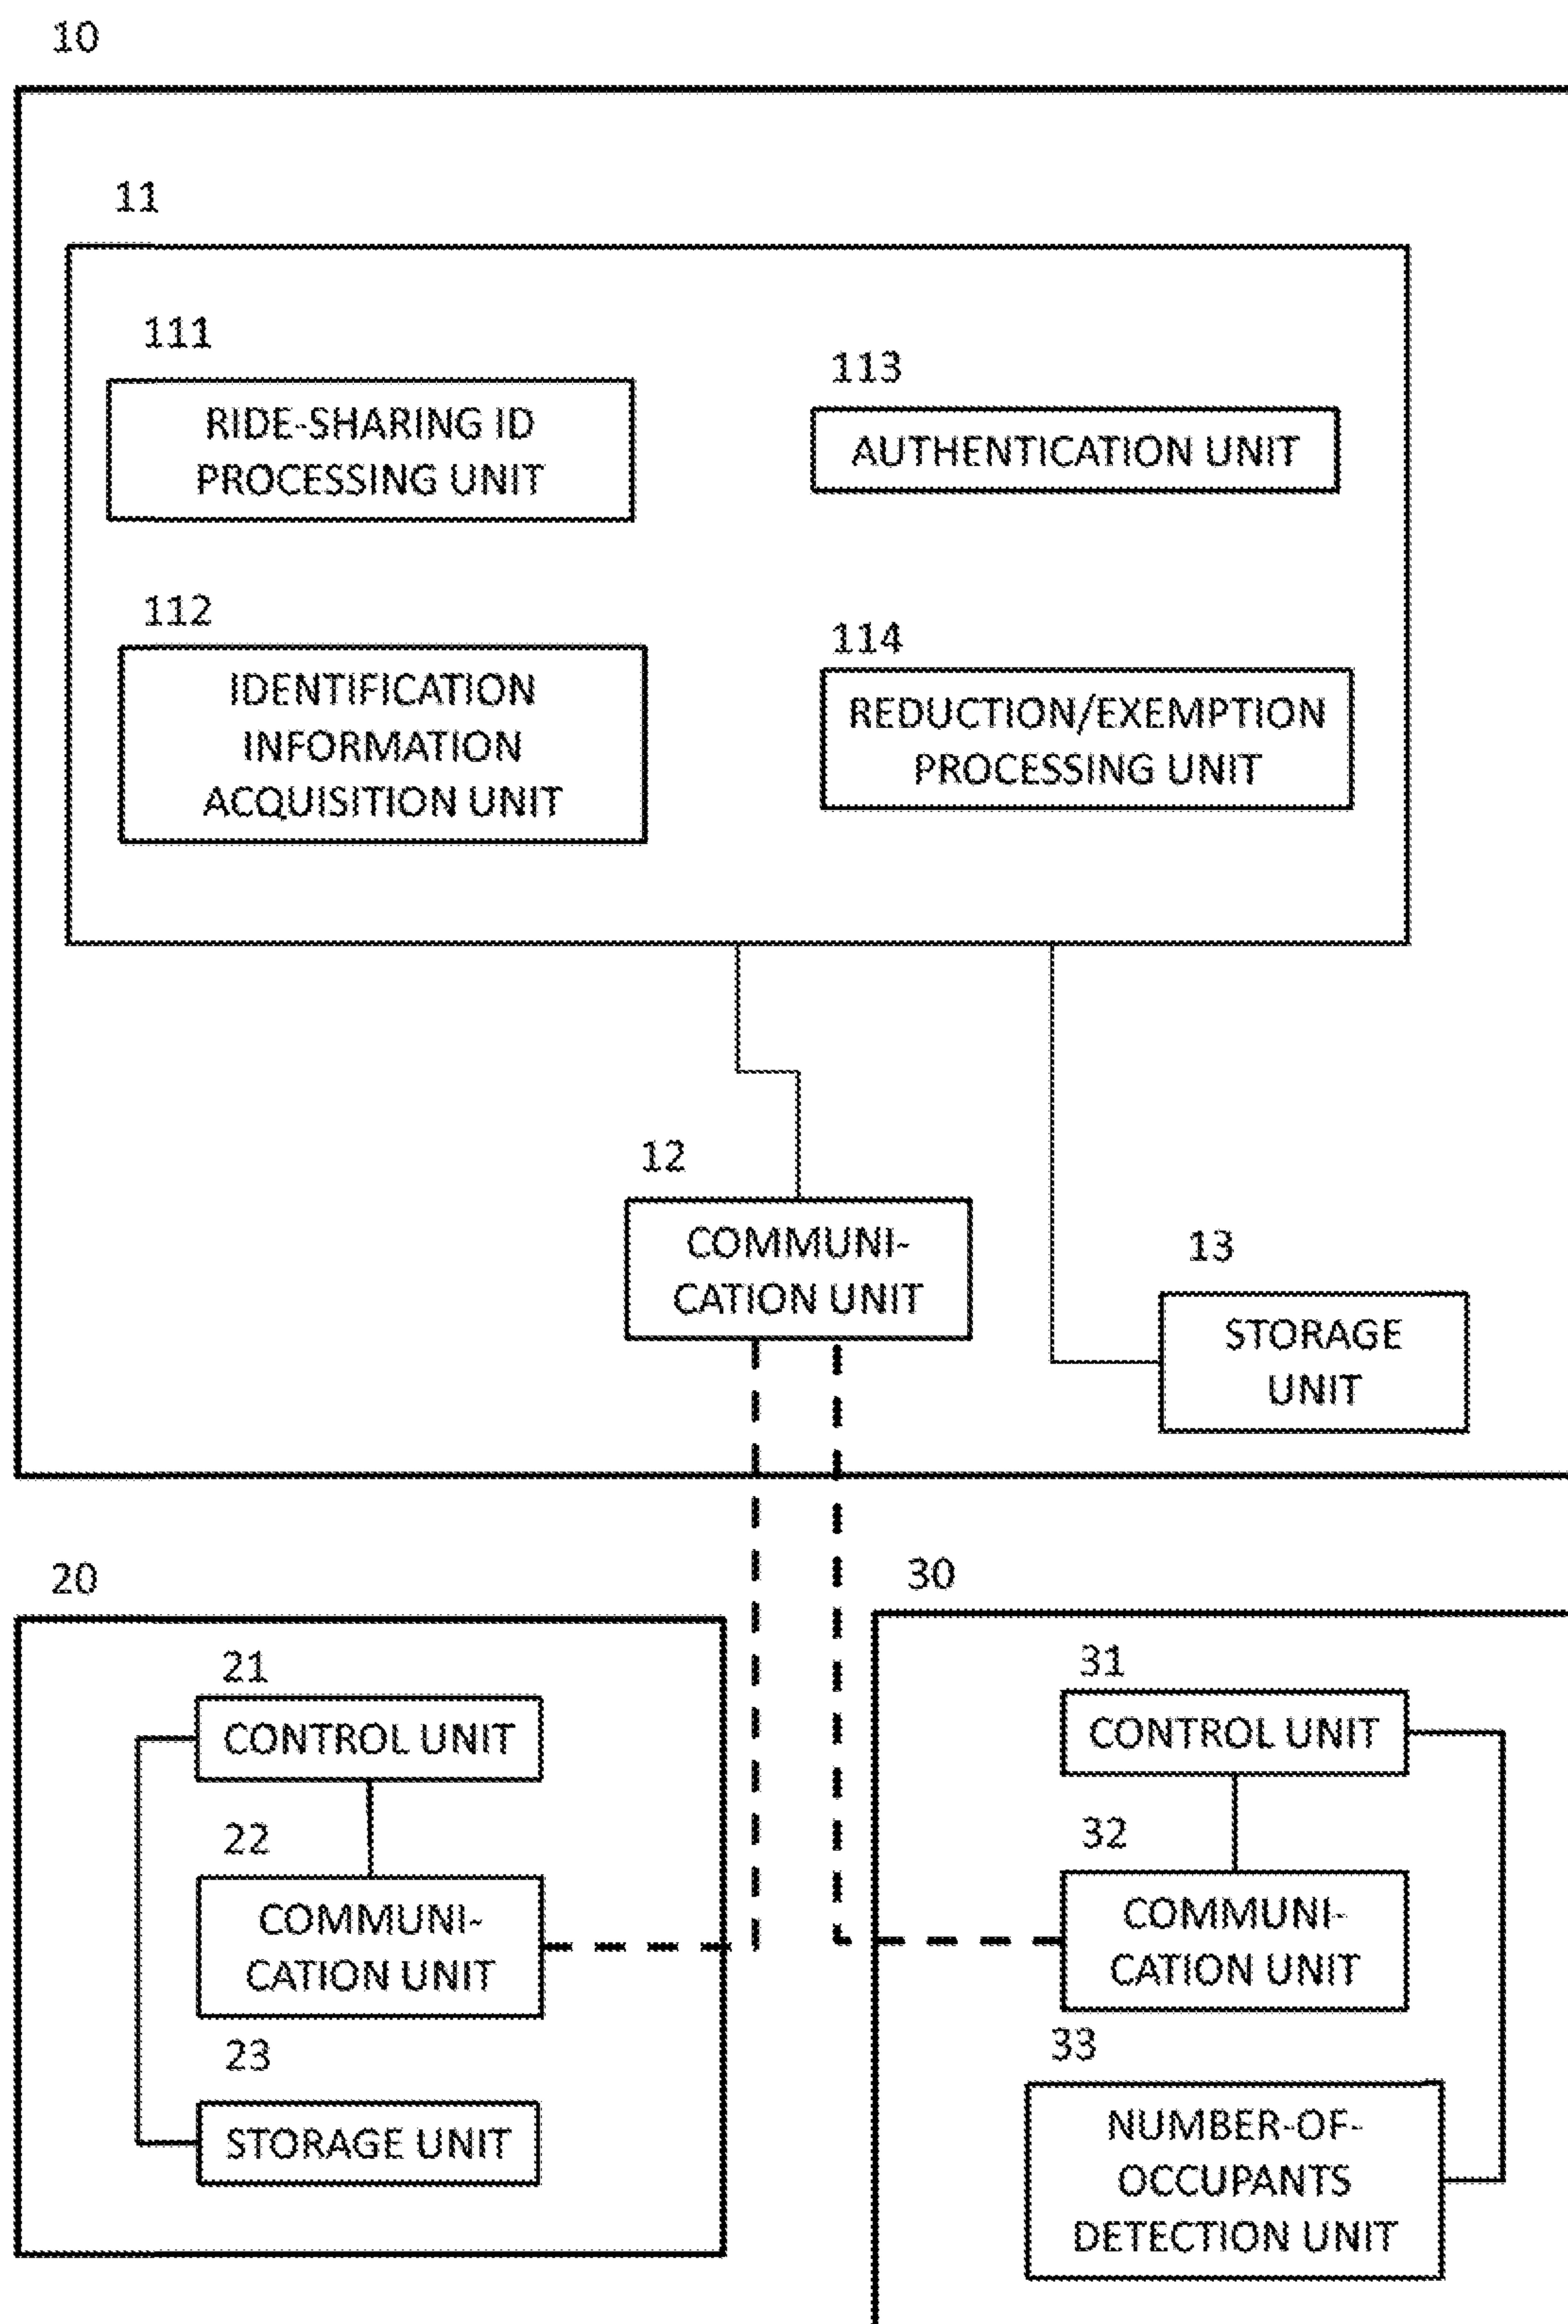 10
11
111
RIDE-SHARING ID
PROCESSING UNIT
113
AUTHENTICATION UNIT
112
IDENTIFICATION
INFORMATION
ACQUISITION UNIT
114
REDUCTION/EXEMPTION
PROCESSING UNIT
12
COMMUNI-
CATION UNIT
13
STORAGE
UNIT
20
21
CONTROL UNIT
22
COMMUNI-
CATION UNIT
23
STORAGE UNIT
30
31
CONTROL UNIT
32
COMMUNI-
CATION UNIT
33
NUMBER-OF-
OCCUPANTS
DETECTION UNIT